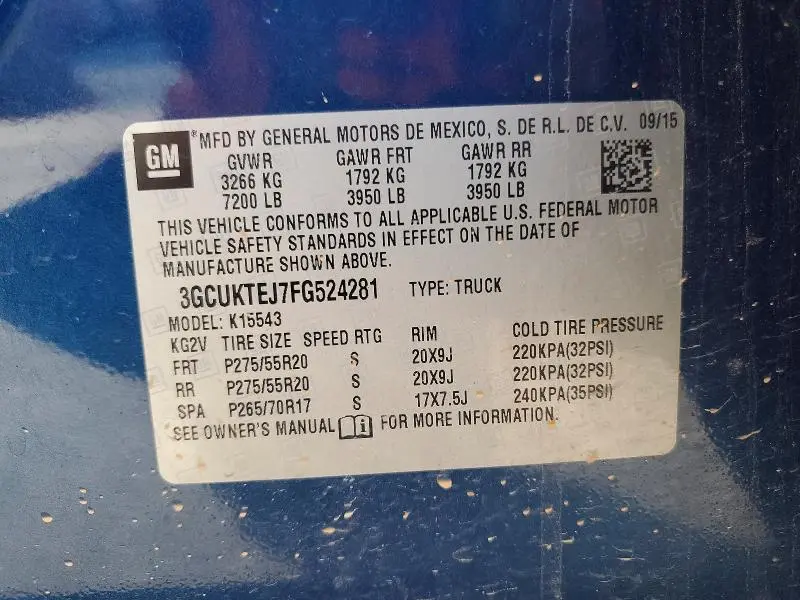 GM ® MFD BY GENERAL MOTORS DE MEXICO, S. DE R.L. DE C.V. 09/15
GVWR GAWR FRT GAWR RR
3266 KG 1792 KG 1792 KG
7200 LB 3950 LB 3950 LB
THIS VEHICLE CONFORMS TO ALL APPLICABLE U.S. FEDERAL MOTOR
VEHICLE SAFETY STANDARDS IN EFFECT ON THE DATE OF
MANUFACTURE SHOWN ABOVE.
3GCUKTEJ7FG524281 TYPE: TRUCK
MODEL: K15543
KG2V TIRE SIZE SPEED RTG RIM COLD TIRE PRESSURE
FRT P275/55R20 S 20X9J 220KPA(32PSI)
RR P275/55R20 S 20X9J 220KPA(32PSI)
SPA P265/70R17 S 17X7.5J 240KPA(35PSI)
SEE OWNER'S MANUAL FOR MORE INFORMATION.